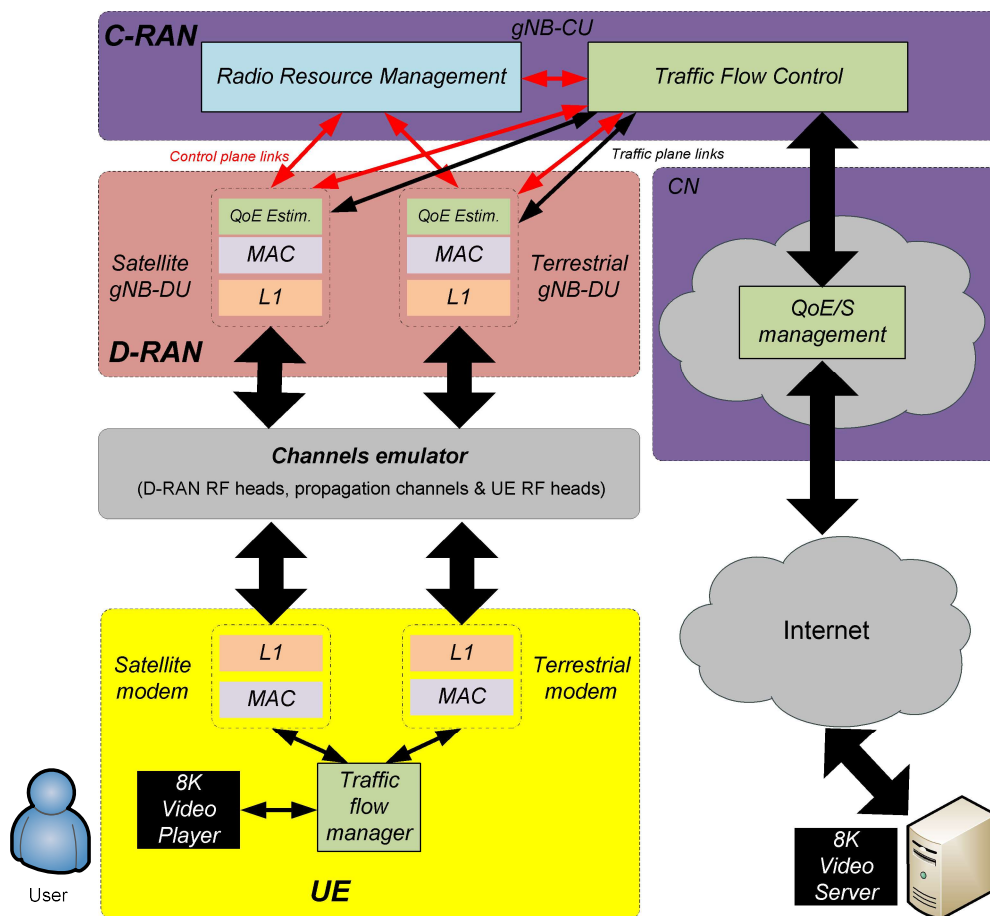 C-RAN
gNB-CU
Radio Resource Management
Traffic Flow Control
Control plane links
Traffic plane links
CN
QoE Estim.
MAC
L1
Satellite
gNB-DU
QoE Estim.
MAC
L1
Terrestrial
gNB-DU
D-RAN
QoE/S
management
Channels emulator
(D-RAN RF heads, propagation channels & UE RF heads)
Internet
Satellite
modem
L1
MAC
L1
MAC
Terrestrial
modem
8K
Video
Player
Traffic
flow
manager
UE
User
8K
Video
Server